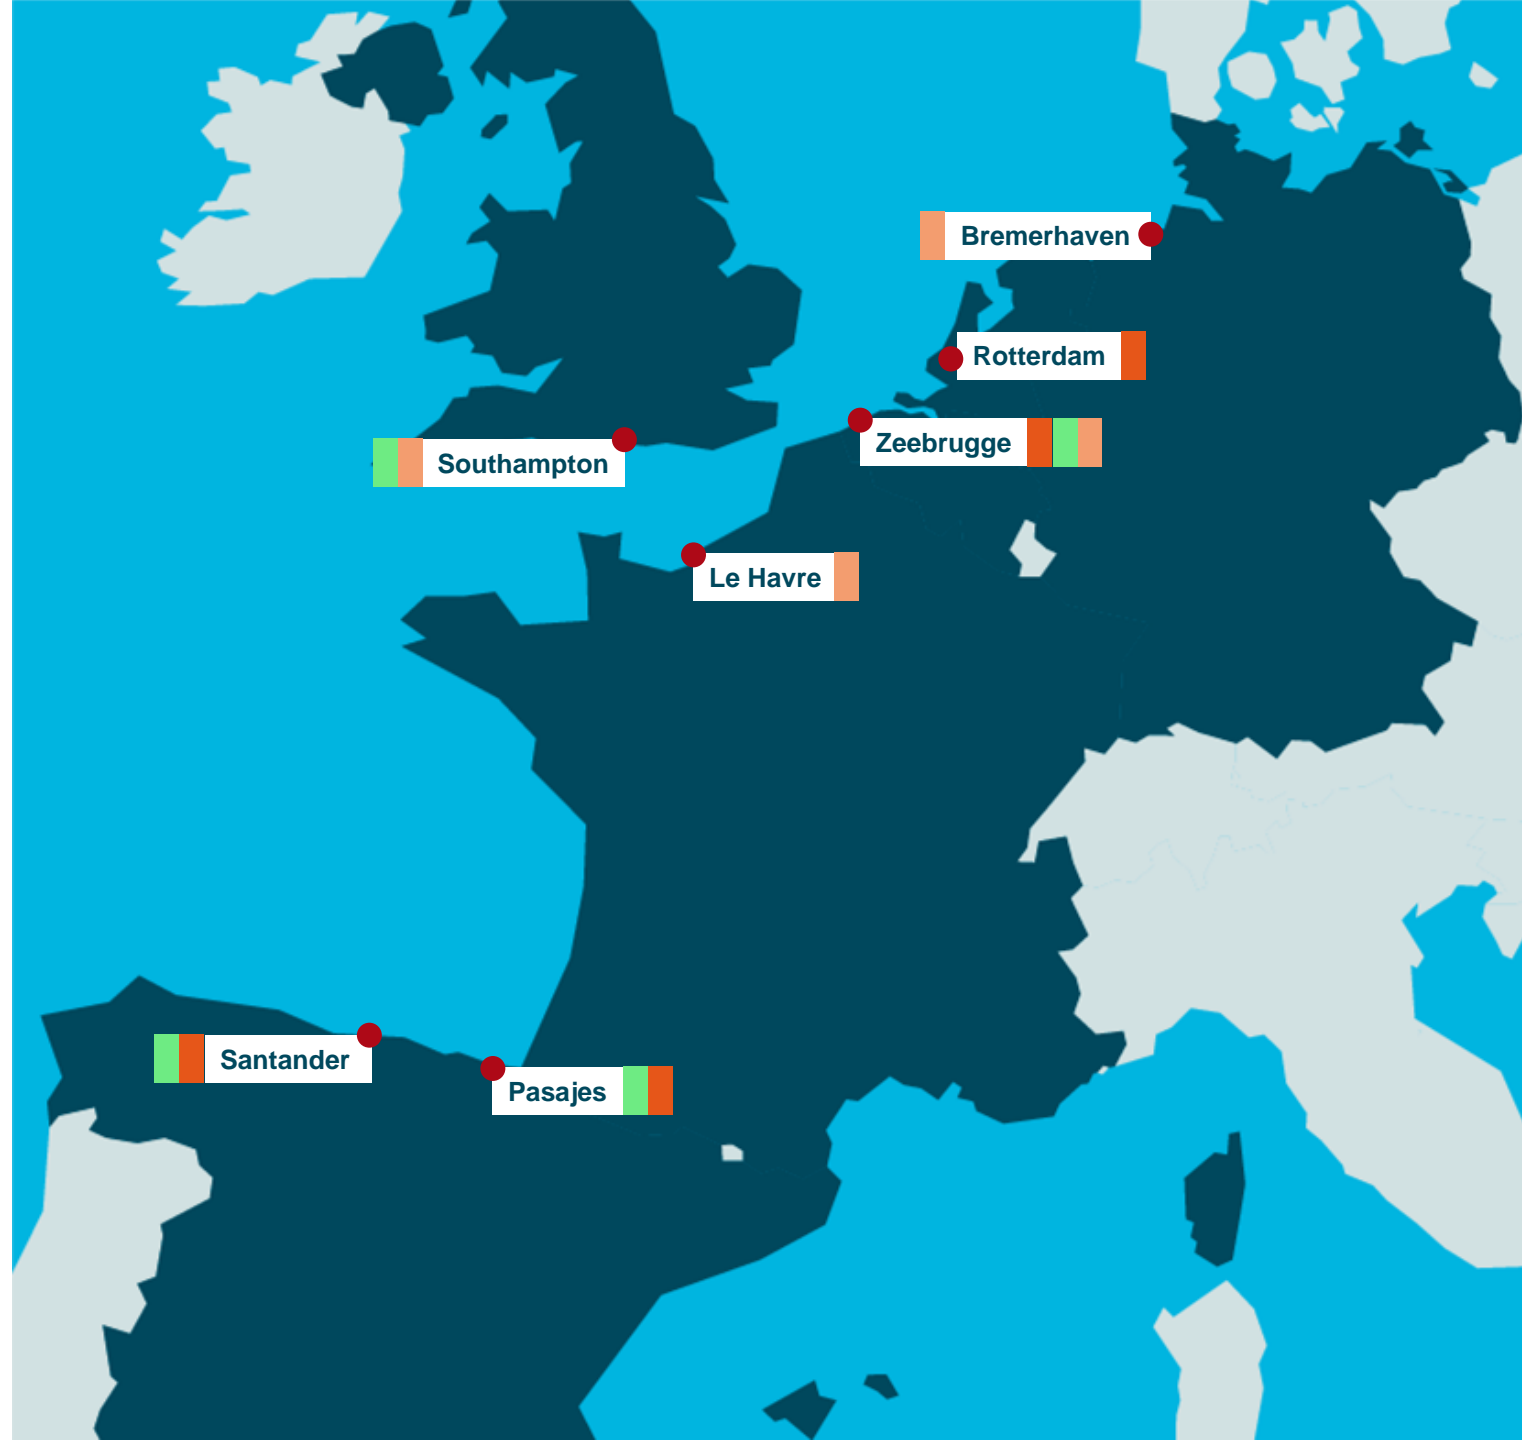 Bremerhaven
Rotterdam
Zeebrugge
Southampton
Le Havre
Santander
Pasajes